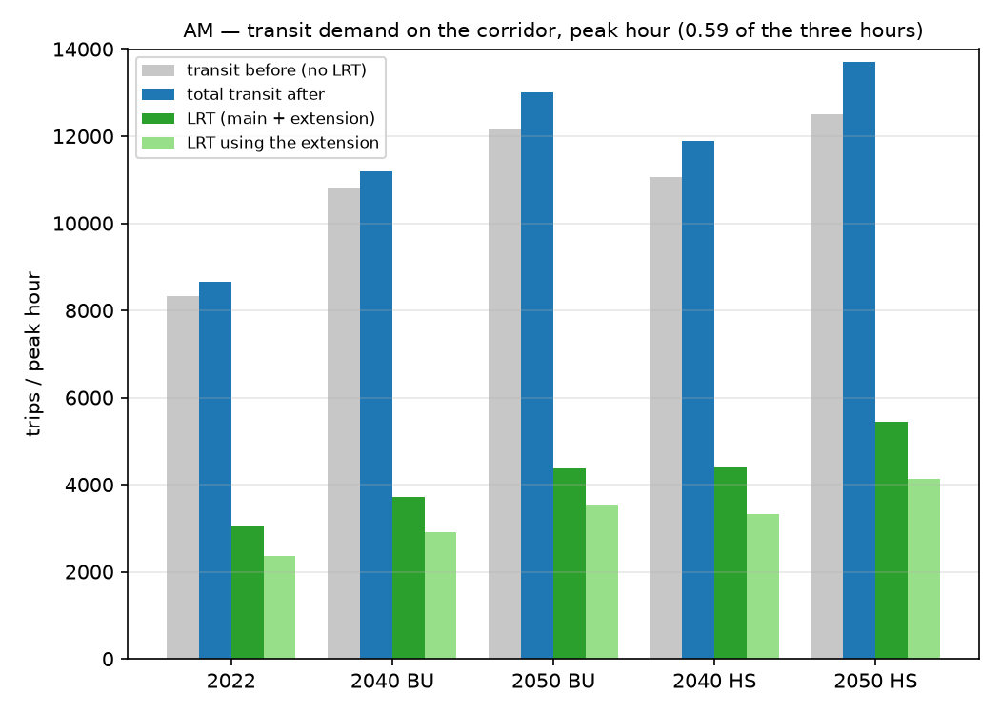 AM — transit demand on the corridor, peak hour (0.59 of the three hours)
transit before (no LRT)
total transit after
LRT (main + extension)
LRT using the extension
trips / peak hour
14000
12000
10000
8000
6000
4000
2000
0
2022
2040 BU
2050 BU
2040 HS
2050 HS